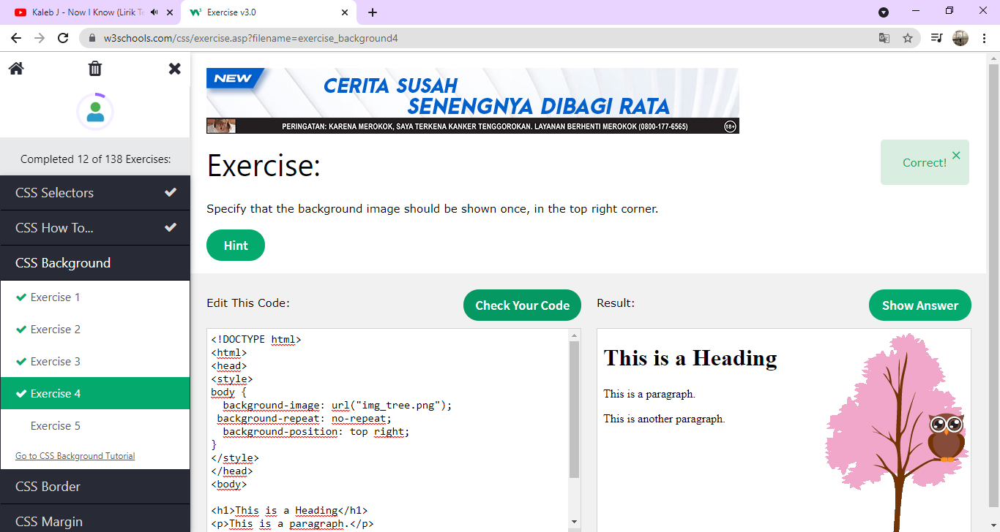 Kaleb J - Now I Know (Lirik Te
Exercise v3.0
w3schools.com/css/exercise.asp?filename=exercise_background4
NEW
CERITA SUSAH
SENENGNYA DIBAGI RATA
PERINGATAN: KARENA MEROKOK, SAYA TERKENA KANKER TENGGOROKAN. LAYANAN BERHENTI MEROKOK (0800-177-6565)
18+
Completed 12 of 138 Exercises:
CSS Selectors
CSS How To...
CSS Background
Exercise 1
Exercise 2
Exercise 3
Exercise 4
Exercise 5
Go to CSS Background Tutorial
CSS Border
CSS Margin
Exercise:
Correct!
Specify that the background image should be shown once, in the top right corner.
Hint
Edit This Code:
Check Your Code
<!DOCTYPE html>
<html>
<head>
<style>
body {
  background-image: url("img_tree.png");
 background-repeat: no-repeat;
  background-position: top right;
}
</style>
</head>
<body>
<h1>This is a Heading</h1>
<p>This is a paragraph.</p>
Result:
Show Answer
This is a Heading
This is a paragraph.
This is another paragraph.